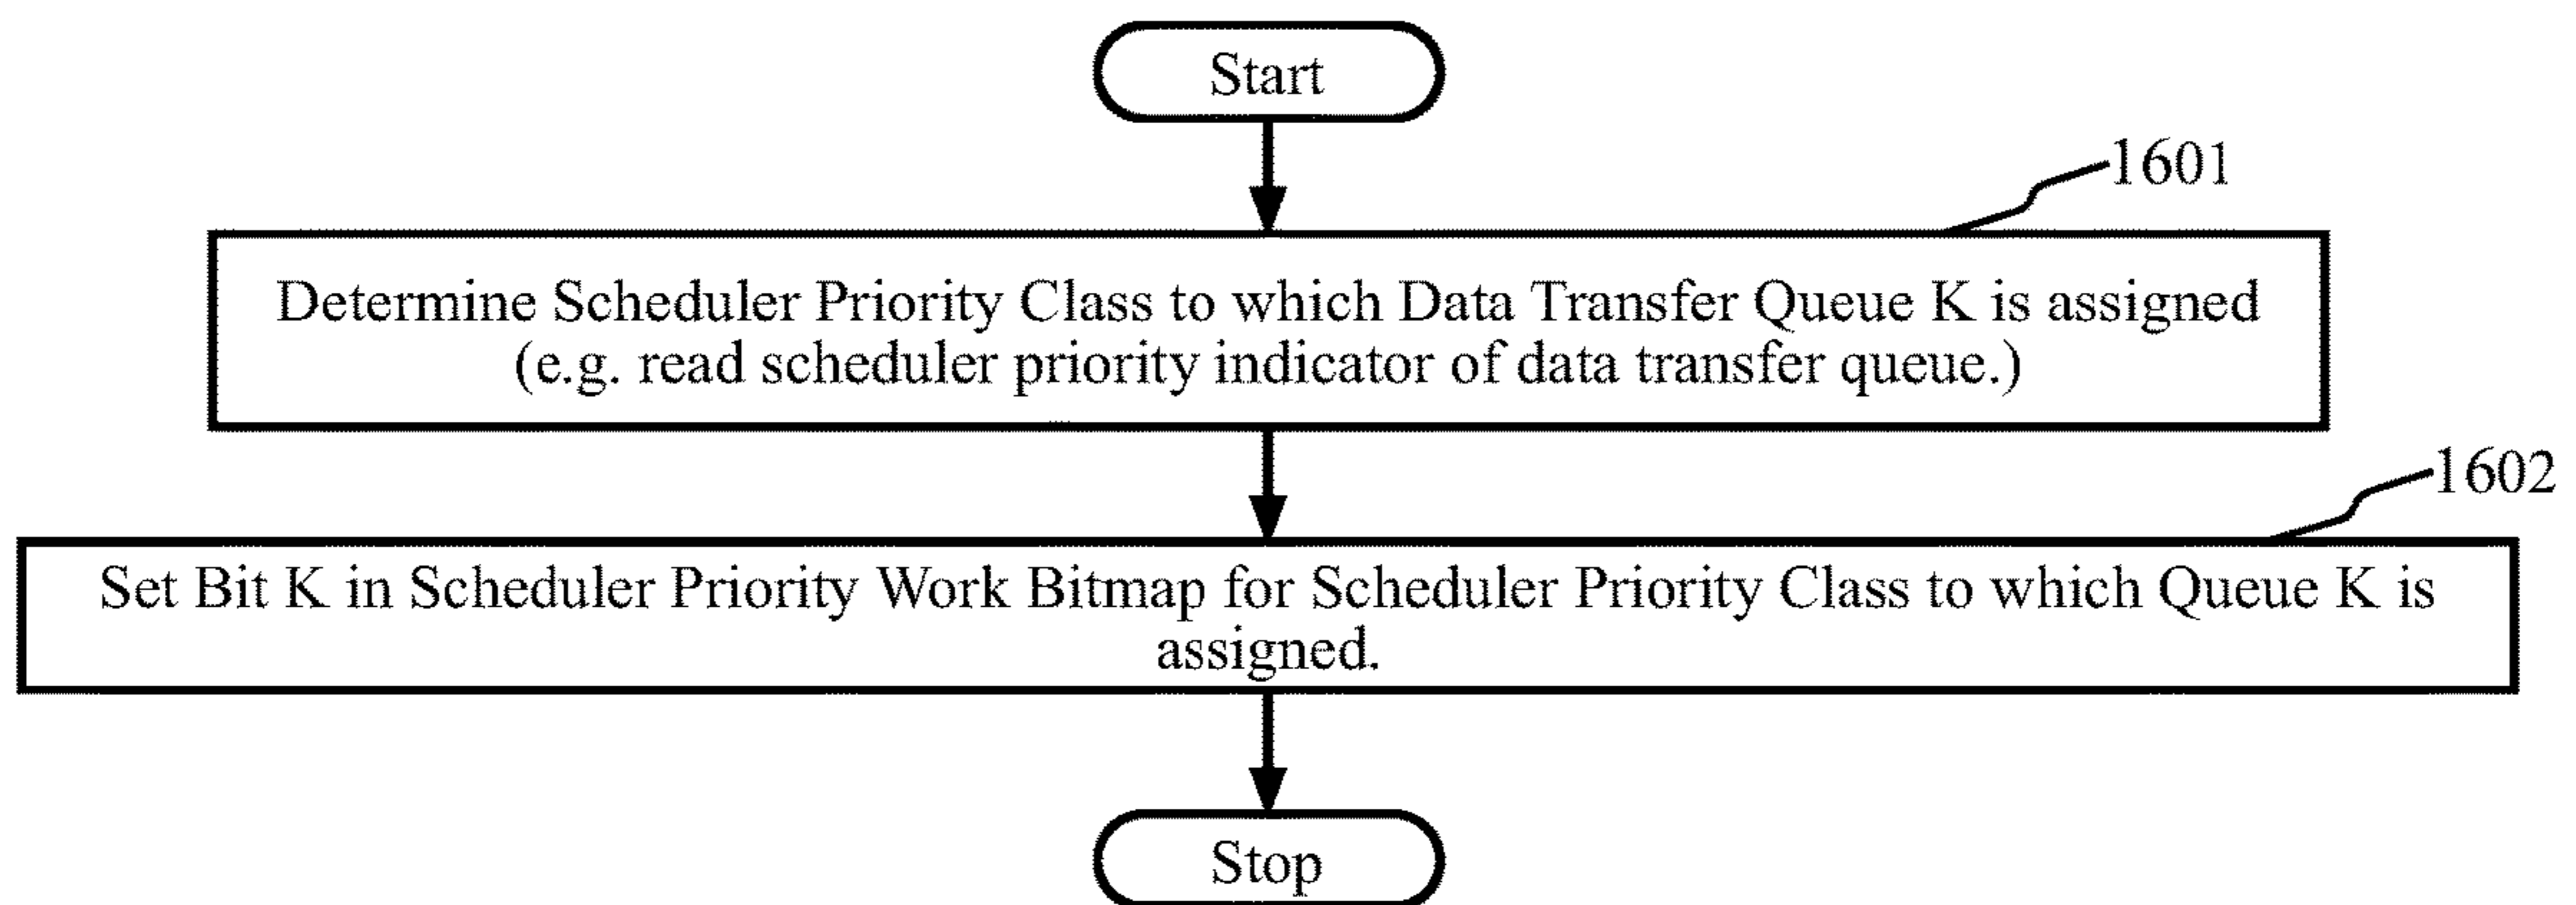 Start
1601
Determine Scheduler Priority Class to which Data Transfer Queue K is assigned
(e.g. read scheduler priority indicator of data transfer queue.)
1602
Set Bit K in Scheduler Priority Work Bitmap for Scheduler Priority Class to which Queue K is
assigned.
Stop